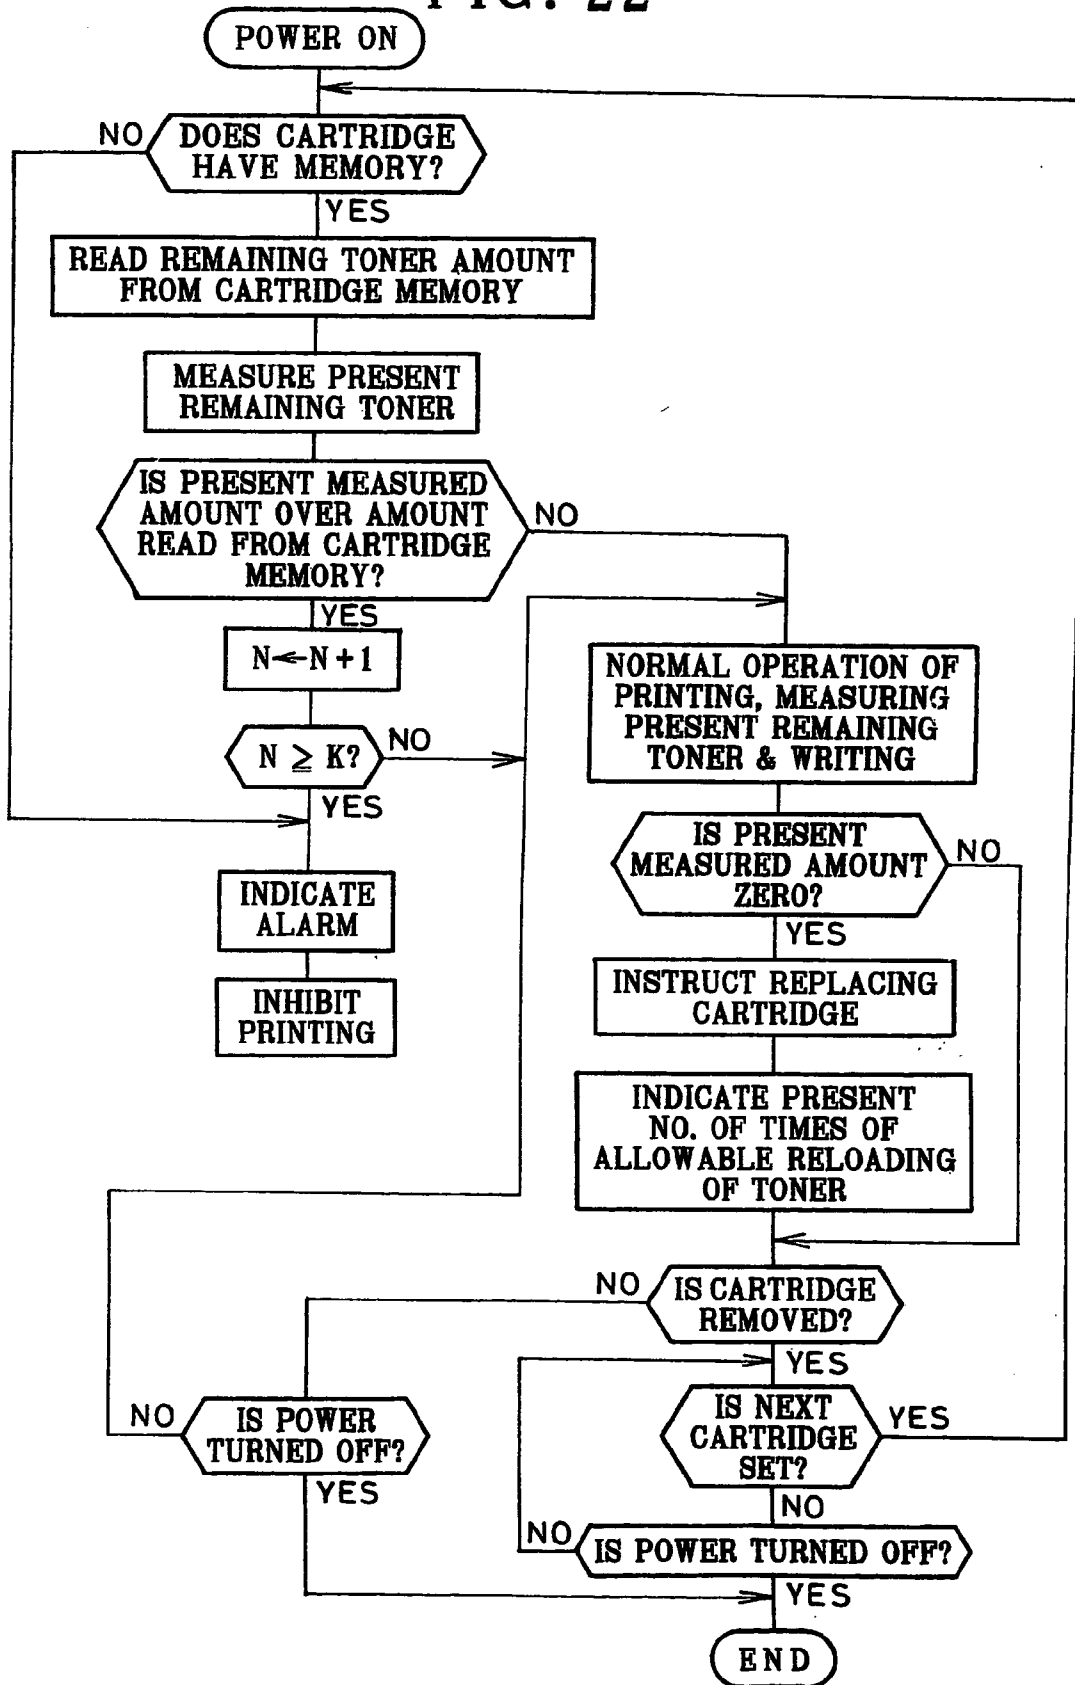 FIG. 22
POWER ON
NO
DOES CARTRIDGE
HAVE MEMORY?
YES
READ REMAINING TONER AMOUNT
FROM CARTRIDGE MEMORY
MEASURE PRESENT
REMAINING TONER
IS PRESENT MEASURED
AMOUNT OVER AMOUNT
READ FROM CARTRIDGE
MEMORY?
NO
YES
N←N+1
N ≧ K?
NO
YES
INDICATE
ALARM
INHIBIT
PRINTING
NORMAL OPERATION OF
PRINTING, MEASURING
PRESENT REMAINING
TONER & WRITING
IS PRESENT
MEASURED AMOUNT
ZERO?
NO
YES
INSTRUCT REPLACING
CARTRIDGE
INDICATE PRESENT
NO. OF TIMES OF
ALLOWABLE RELOADING
OF TONER
NO
IS CARTRIDGE
REMOVED?
YES
NO
IS POWER
TURNED OFF?
YES
IS NEXT
CARTRIDGE
SET?
YES
NO
NO
IS POWER TURNED OFF?
YES
END